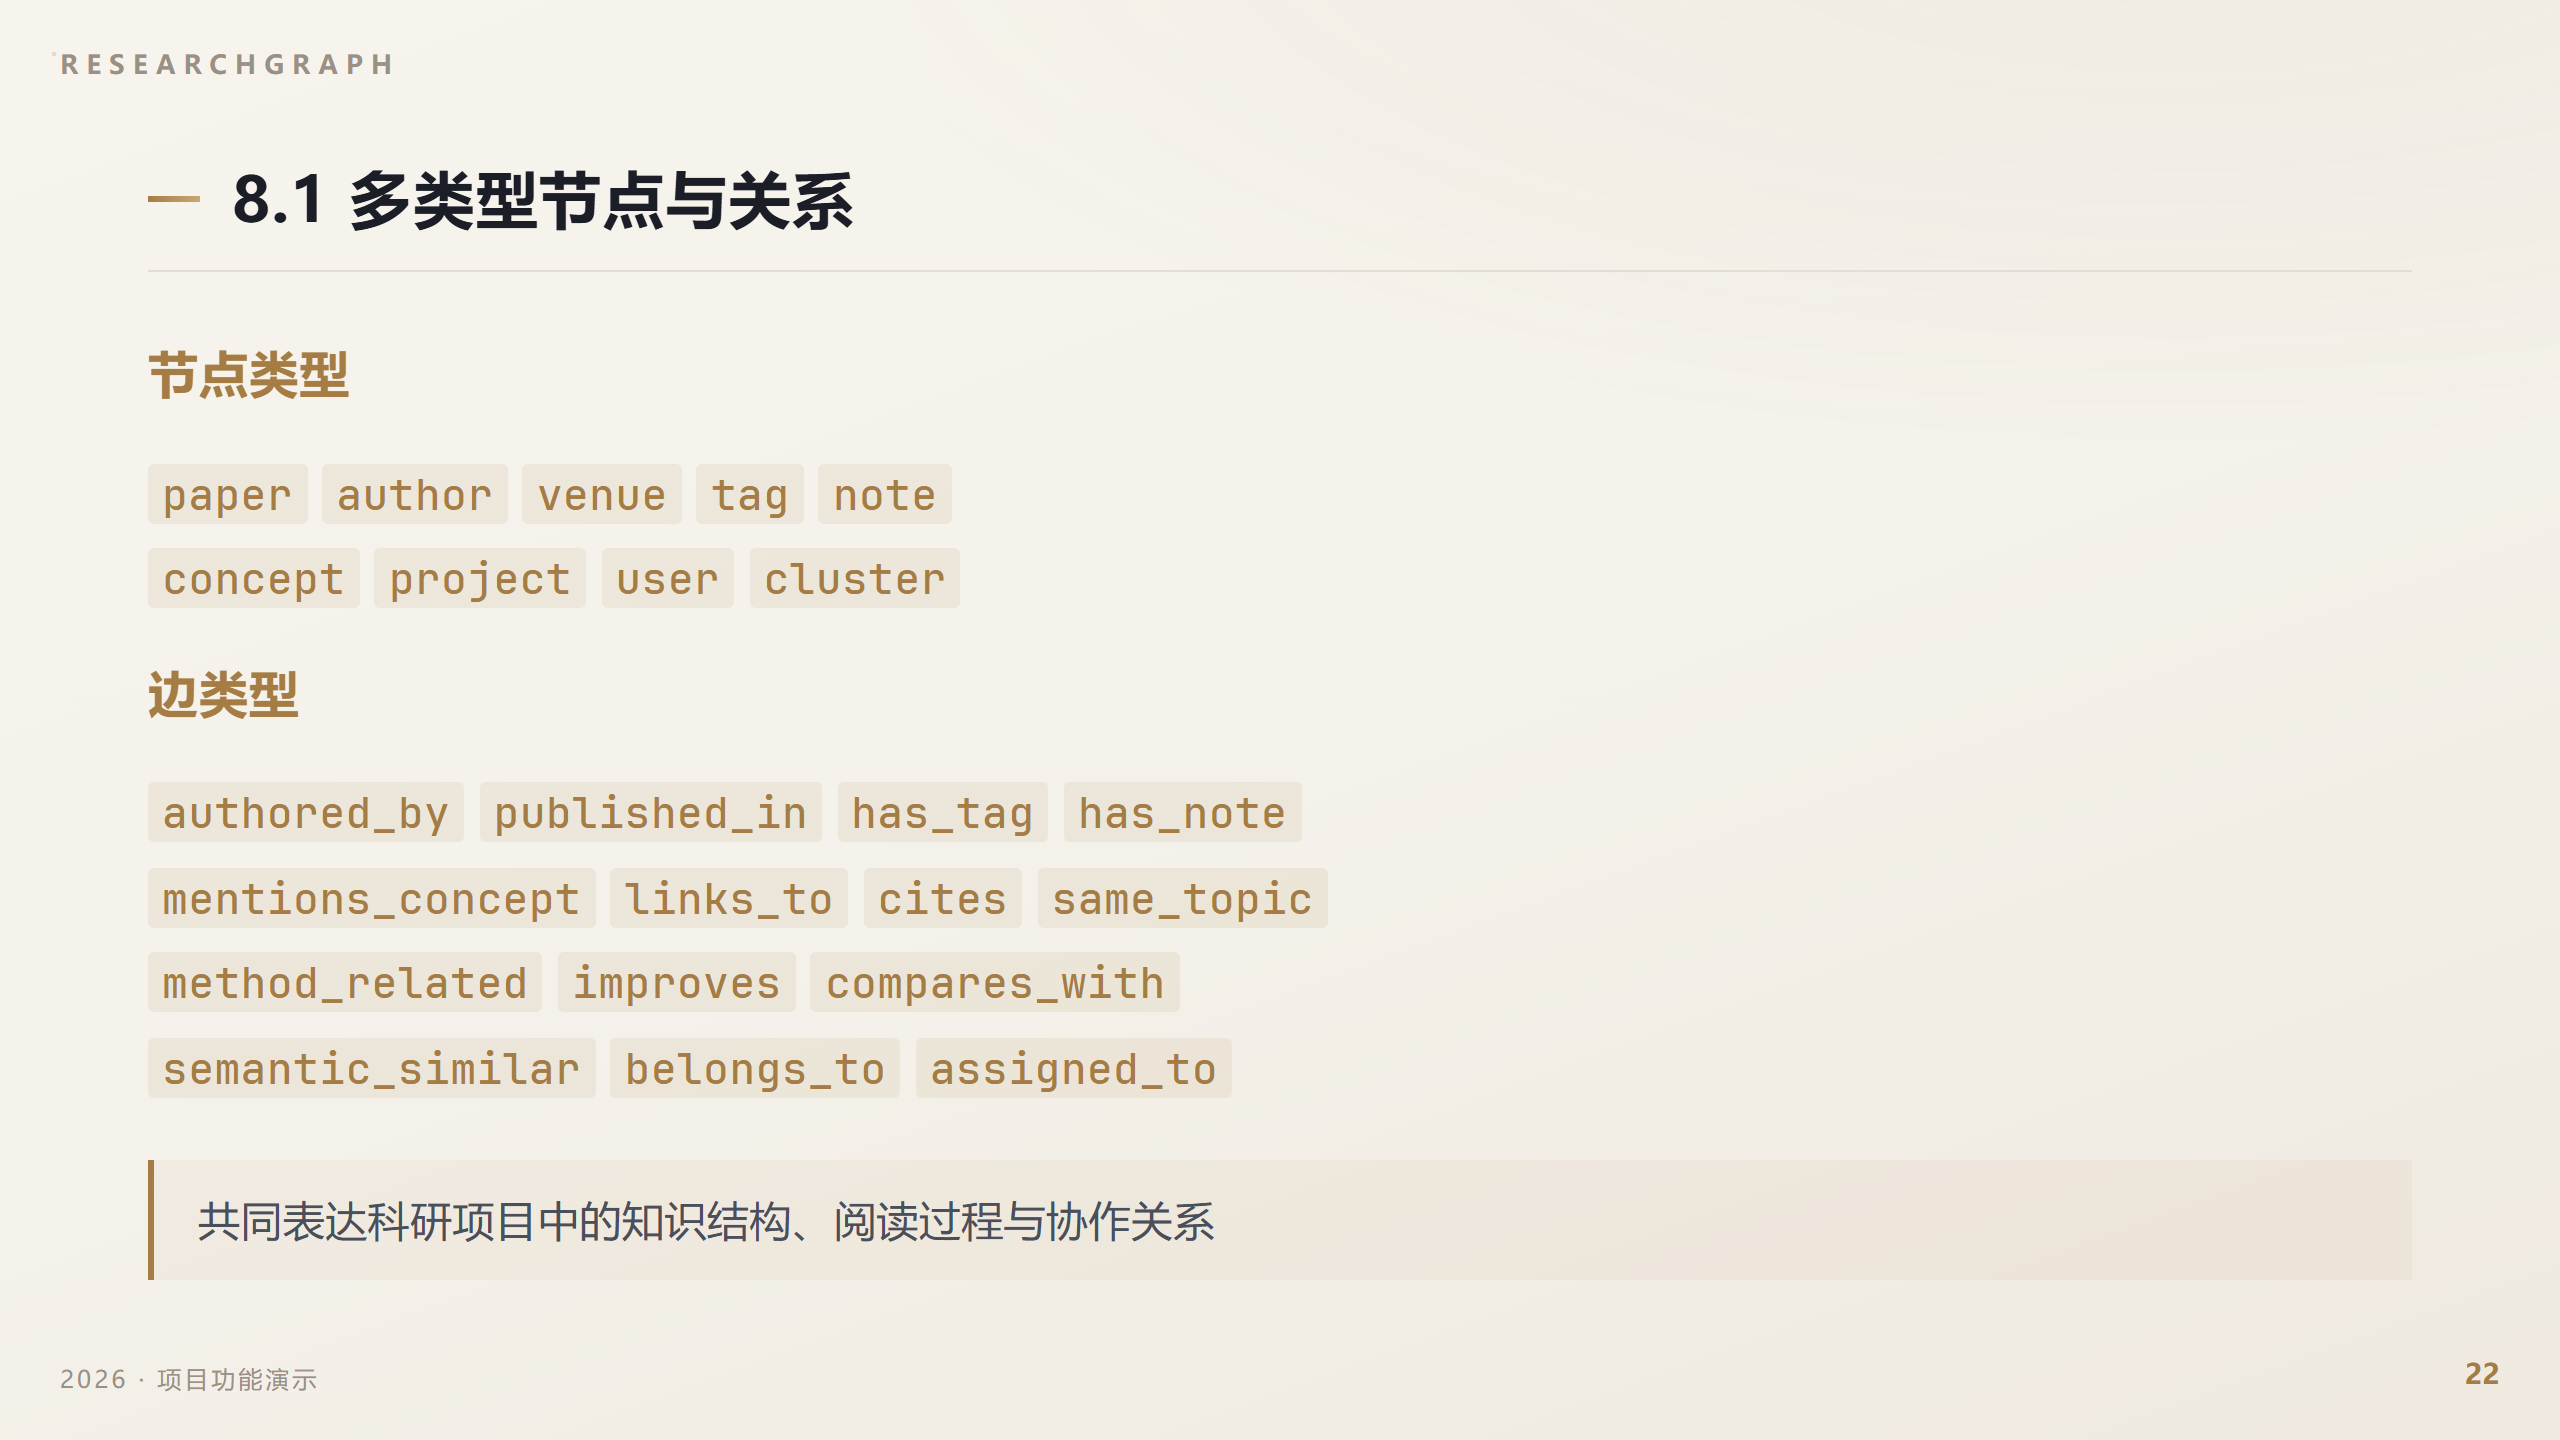 RESEARCHGRAPH
8.1 多类型节点与关系
节点类型
paper author venue tag note
concept project user cluster
边类型
authored_by published_in has_tag has_note
mentions_concept links_to cites same_topic
method_related improves compares_with
semantic_similar belongs_to assigned_to
共同表达科研项目中的知识结构、阅读过程与协作关系
2026 · 项目功能演示
22